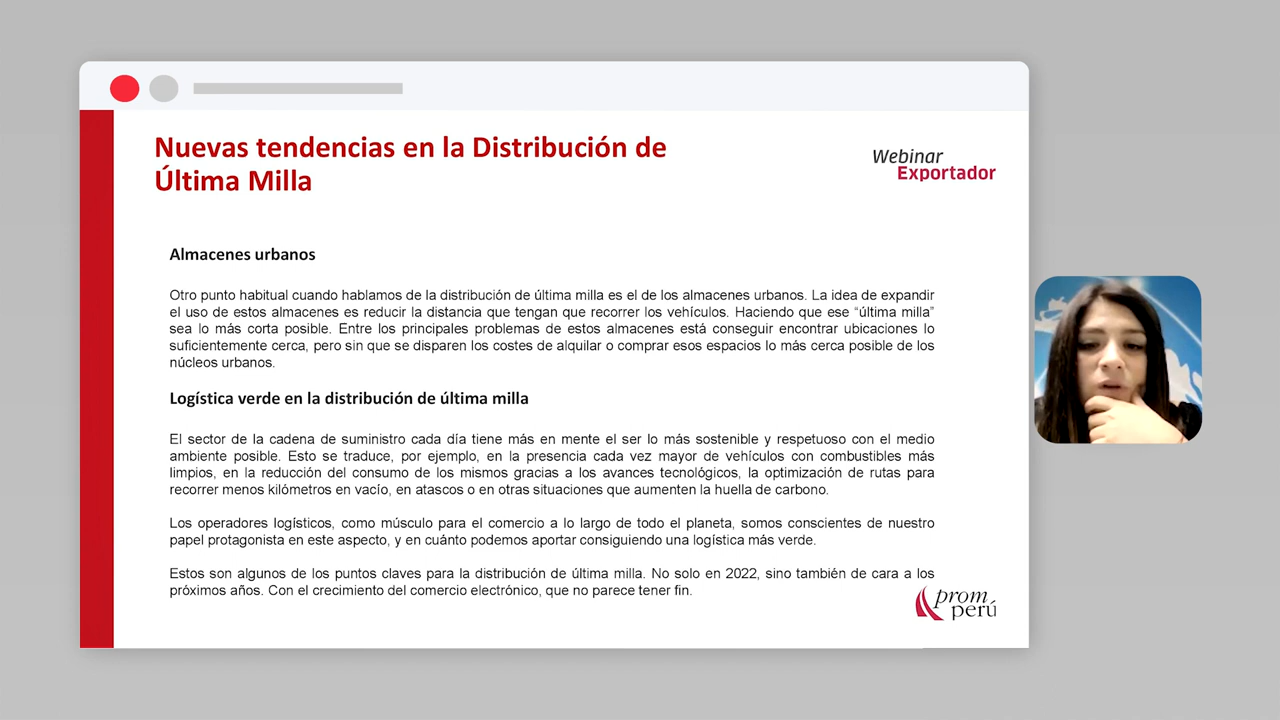 Nuevas tendencias en la Distribución de
Última Milla
Webinar
Exportador
Almacenes urbanos
Otro punto habitual cuando hablamos de la distribución de última milla es el de los almacenes urbanos. La idea de expandir
el uso de estos almacenes es reducir la distancia que tengan que recorrer los vehículos. Haciendo que ese “última milla”
sea lo más corta posible. Entre los principales problemas de estos almacenes está conseguir encontrar ubicaciones lo
suficientemente cerca, pero sin que se disparen los costes de alquilar o comprar esos espacios lo más cerca posible de los
núcleos urbanos.
Logística verde en la distribución de última milla
El sector de la cadena de suministro cada día tiene más en mente el ser lo más sostenible y respetuoso con el medio
ambiente posible. Esto se traduce, por ejemplo, en la presencia cada vez mayor de vehículos con combustibles más
limpios, en la reducción del consumo de los mismos gracias a los avances tecnológicos, la optimización de rutas para
recorrer menos kilómetros en vacío, en atascos o en otras situaciones que aumenten la huella de carbono.
Los operadores logísticos, como músculo para el comercio a lo largo de todo el planeta, somos conscientes de nuestro
papel protagonista en este aspecto, y en cuánto podemos aportar consiguiendo una logística más verde.
Estos son algunos de los puntos claves para la distribución de última milla. No solo en 2022, sino también de cara a los
próximos años. Con el crecimiento del comercio electrónico, que no parece tener fin.
prom
perú